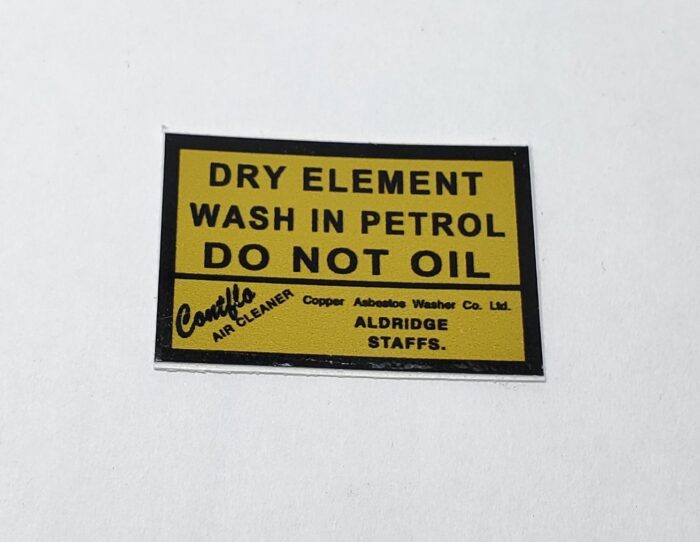 DRY ELEMENT
WASH IN PETROL
DO NOT OIL
Contflo
AIR CLEANER
Copper Asbestos Washer Co. Ltd.
ALDRIDGE
STAFFS.